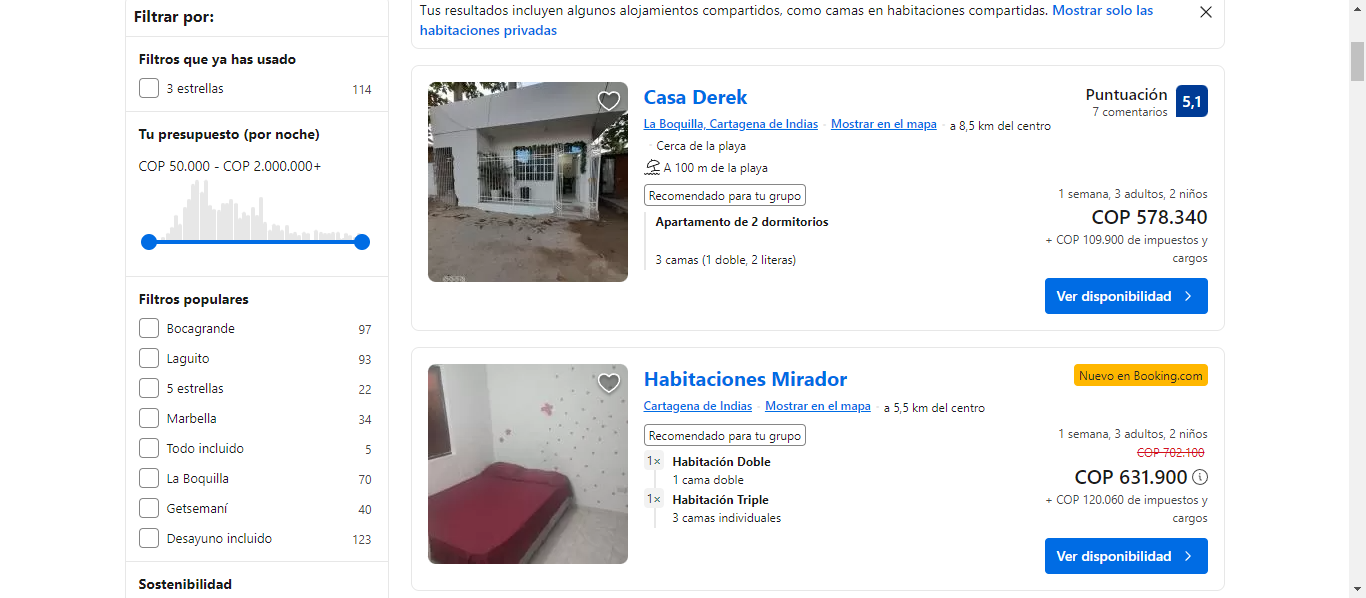 Filtrar por:
Filtros que ya has usado
3 estrellas 114
Tu presupuesto (por noche)
COP 50.000 - COP 2.000.000+
Filtros populares
Bocagrande 97
Laguito 93
5 estrellas 22
Marbella 34
Todo incluido 5
La Boquilla 70
Getsemaní 40
Desayuno incluido 123
Sostenibilidad
Tus resultados incluyen algunos alojamientos compartidos, como camas en habitaciones compartidas. Mostrar solo las
habitaciones privadas
Casa Derek
La Boquilla, Cartagena de Indias · Mostrar en el mapa · a 8,5 km del centro
· Cerca de la playa
A 100 m de la playa
Recomendado para tu grupo
Apartamento de 2 dormitorios
3 camas (1 doble, 2 literas)
Puntuación 5,1
7 comentarios
1 semana, 3 adultos, 2 niños
COP 578.340
+ COP 109.900 de impuestos y
cargos
Ver disponibilidad
Habitaciones Mirador
Cartagena de Indias · Mostrar en el mapa · a 5,5 km del centro
Recomendado para tu grupo
1× Habitación Doble
1 cama doble
1× Habitación Triple
3 camas individuales
Nuevo en Booking.com
1 semana, 3 adultos, 2 niños
COP 702.100
COP 631.900
+ COP 120.060 de impuestos y
cargos
Ver disponibilidad